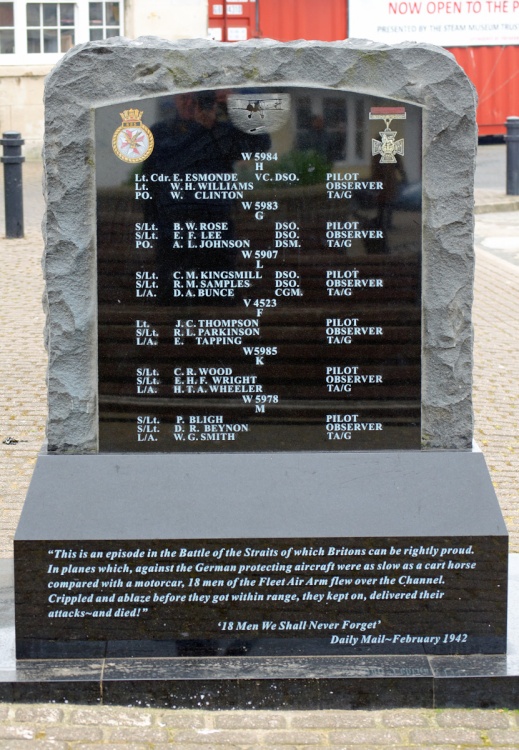 NOW OPEN TO THE P
PRESENTED BY THE STEAM MUSEUM TRUS
W 5984
H
Lt. Cdr. E. ESMONDE VC. DSO. PILOT
Lt. W. H. WILLIAMS OBSERVER
PO. W. CLINTON TA/G
W 5983
G
S/Lt B. W. ROSE DSO. PILOT
S/Lt. E. F. LEE DSO. OBSERVER
PO. A. L. JOHNSON DSM. TA/G
W 5907
L
S/Lt. C. M. KINGSMILL DSO. PILOT
S/Lt. R. M. SAMPLES DSO. OBSERVER
L/A. D. A. BUNCE CGM. TA/G
V 4523
F
Lt. J. C. THOMPSON PILOT
S/Lt. R. L. PARKINSON OBSERVER
L/A. E. TAPPING TA/G
W5985
K
S/Lt. C. R. WOOD PILOT
S/Lt. E. H. F. WRIGHT OBSERVER
L/A. H. T. A. WHEELER TA/G
W 5978
M
S/Lt. P. BLIGH PILOT
S/Lt. D. R. BEYNON OBSERVER
L/A. W. G. SMITH TA/G
“This is an episode in the Battle of the Straits of which Britons can be rightly proud.
In planes which, against the German protecting aircraft were as slow as a cart horse
compared with a motorcar, 18 men of the Fleet Air Arm flew over the Channel.
Crippled and ablaze before they got within range, they kept on, delivered their
attacks~and died!”
‘18 Men We Shall Never Forget’
Daily Mail~February 1942